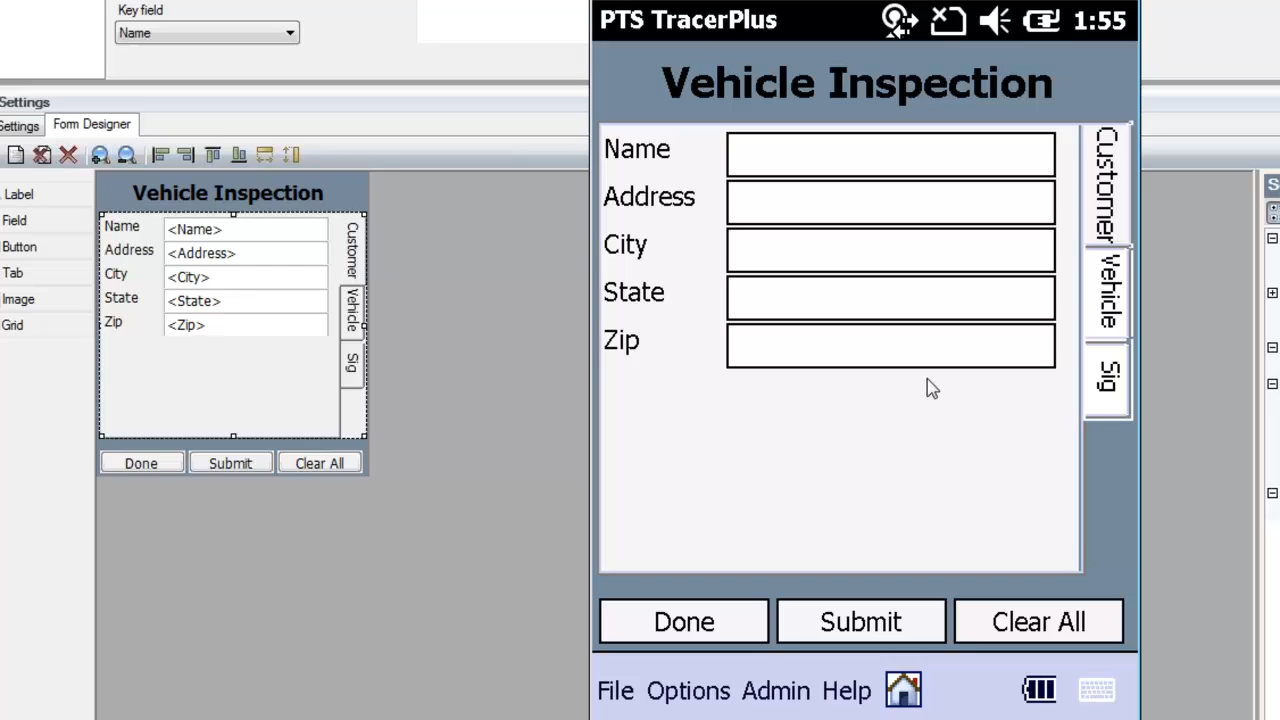 Key field
Name
Settings
Settings
Form Designer
Label
Field
Button
Tab
Image
Grid
Vehicle Inspection
Name
<Name>
Address
<Address>
City
<City>
State
<State>
Zip
<Zip>
Customer
Vehicle
Sig
Done
Submit
Clear All
PTS TracerPlus
1:55
Vehicle Inspection
Name
Address
City
State
Zip
Customer
Vehicle
Sig
Done
Submit
Clear All
File Options Admin Help
S